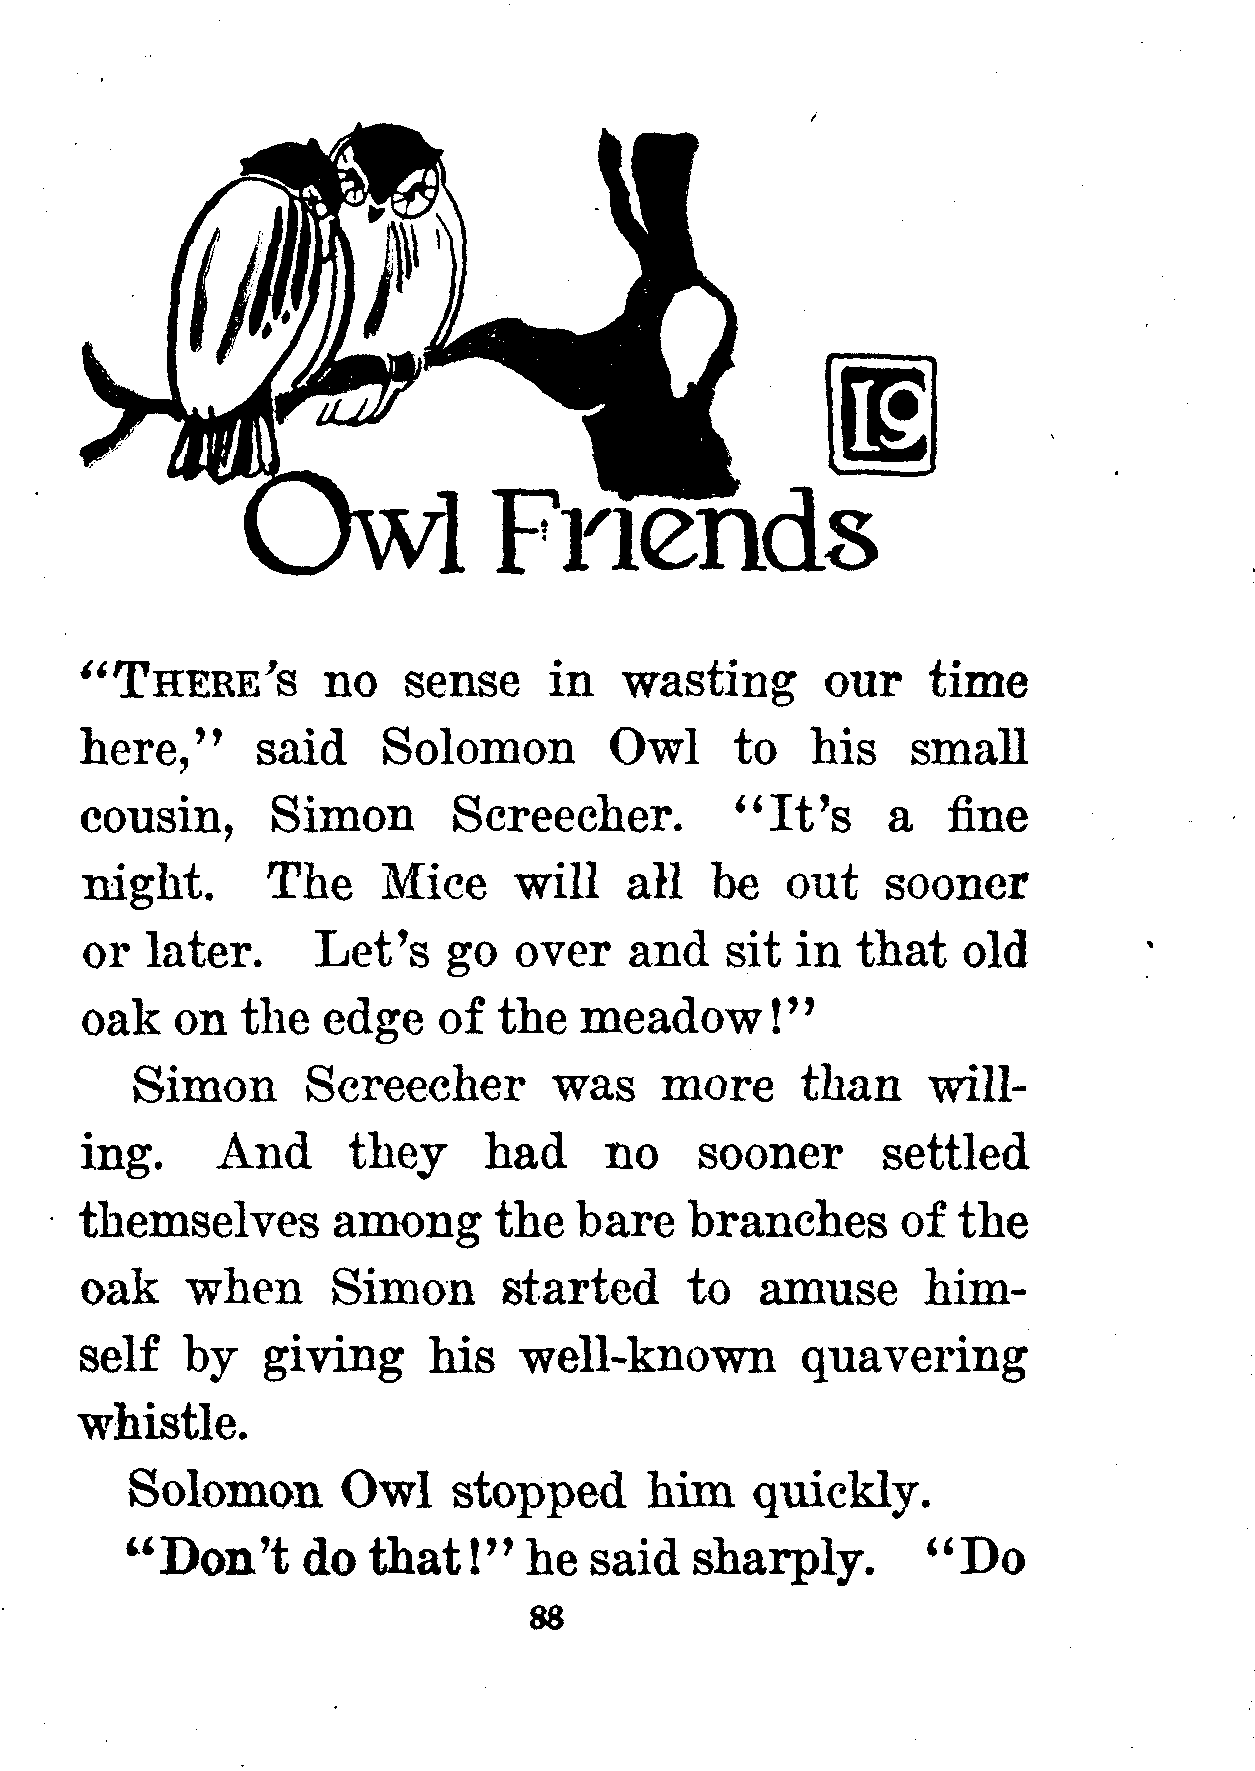 19
Owl Friends
“THERE’S no sense in wasting our time
here,” said Solomon Owl to his small
cousin, Simon Screecher. “It’s a fine
night. The Mice will all be out sooner
or later. Let’s go over and sit in that old
oak on the edge of the meadow!”
Simon Screecher was more than will-
ing. And they had no sooner settled
themselves among the bare branches of the
oak when Simon started to amuse him-
self by giving his well-known quavering
whistle.
Solomon Owl stopped him quickly.
“Don’t do that!” he said sharply. “Do
88